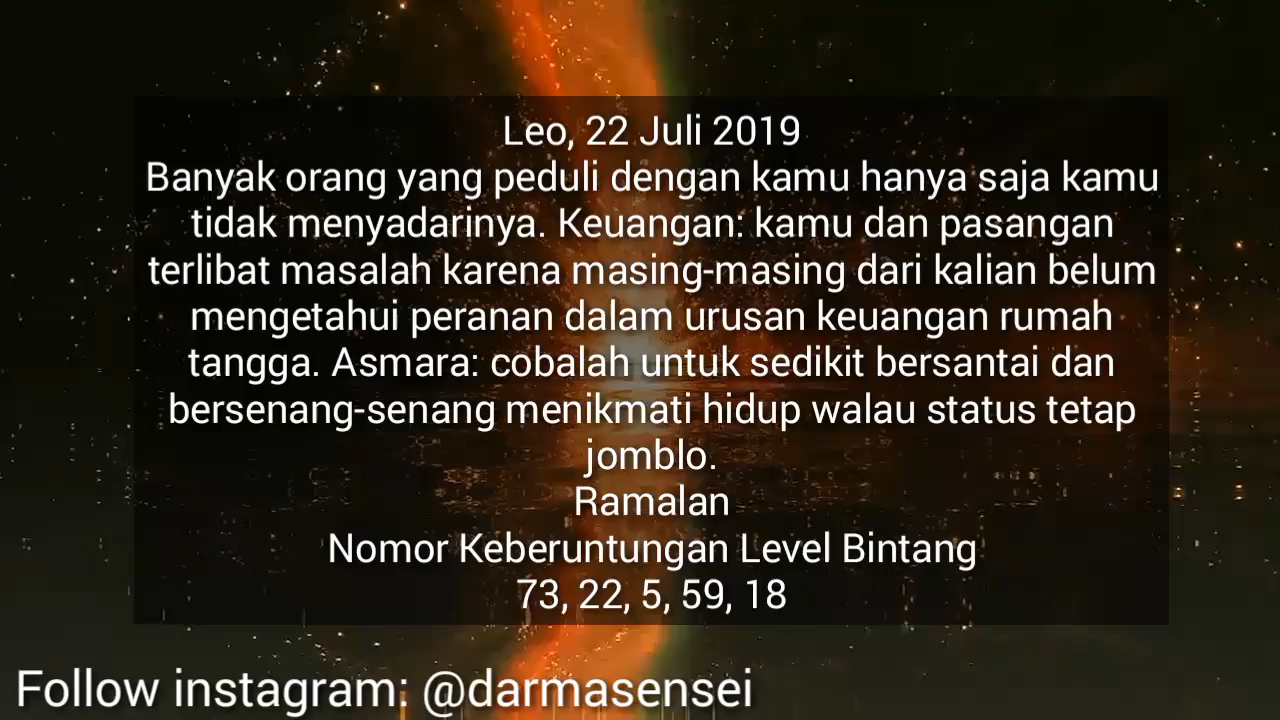 Leo, 22 Juli 2019
Banyak orang yang peduli dengan kamu hanya saja kamu
tidak menyadarinya. Keuangan: kamu dan pasangan
terlibat masalah karena masing-masing dari kalian belum
mengetahui peranan dalam urusan keuangan rumah
tangga. Asmara: cobalah untuk sedikit bersantai dan
bersenang-senang menikmati hidup walau status tetap
jomblo.
Ramalan
Nomor Keberuntungan Level Bintang
73, 22, 5, 59, 18
Follow instagram: @darmasensei